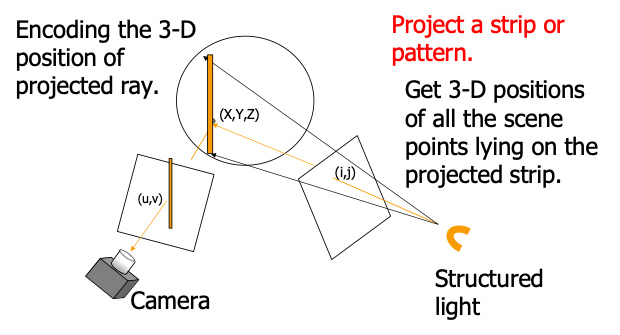 Encoding the 3-D
position of
projected ray.
Project a strip or
pattern.
Get 3-D positions
of all the scene
points lying on the
projected strip.
(X,Y,Z)
(i,j)
(u,v)
Camera
Structured
light